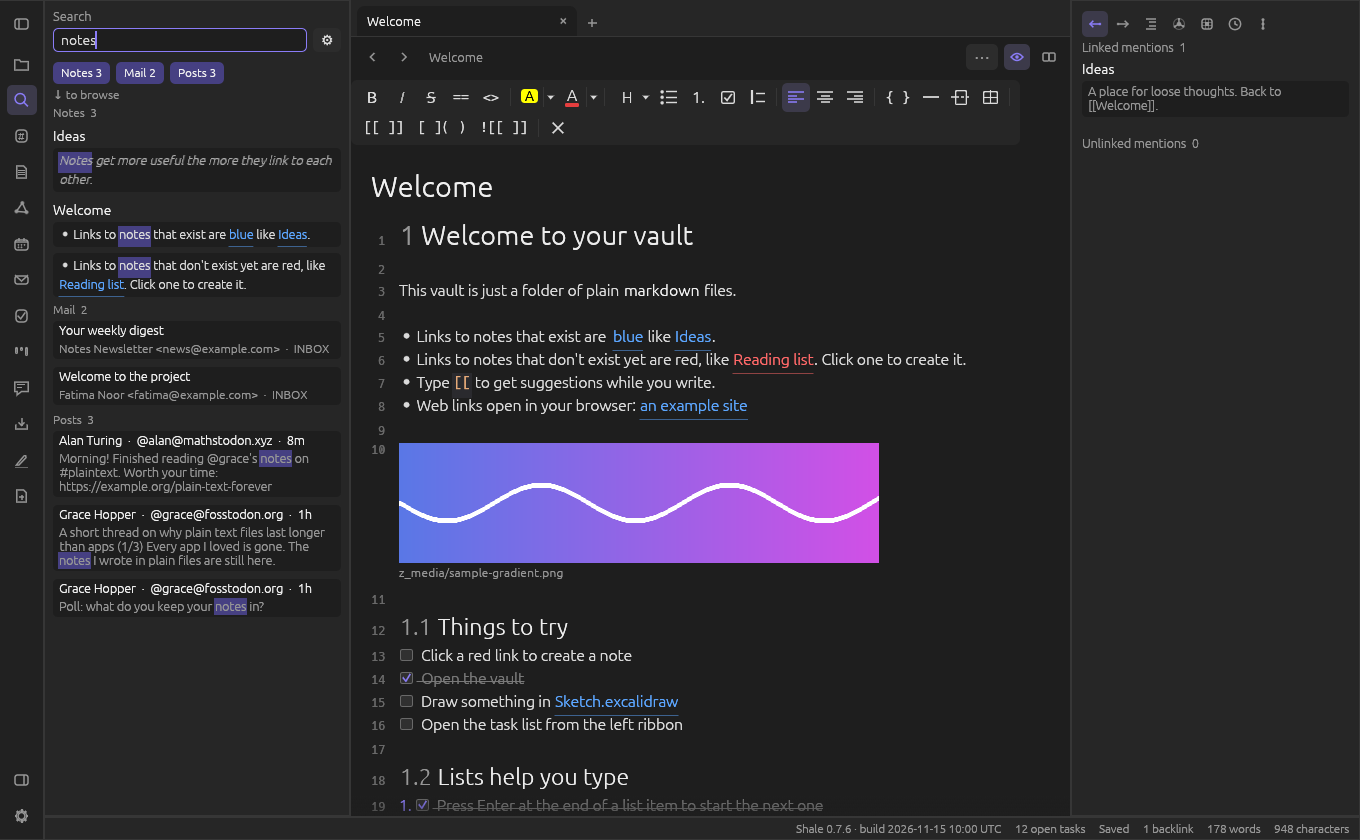 Search
notes
Notes 3 Mail 2 Posts 3
↓ to browse
Notes 3
Ideas
Notes get more useful the more they link to each
other.
Welcome
• Links to notes that exist are blue like Ideas.
• Links to notes that don't exist yet are red, like
Reading list. Click one to create it.
Mail 2
Your weekly digest
Notes Newsletter <news@example.com> · INBOX
Welcome to the project
Fatima Noor <fatima@example.com> · INBOX
Posts 3
Alan Turing · @alan@mathstodon.xyz · 8m
Morning! Finished reading @grace's notes on
#plaintext. Worth your time:
https://example.org/plain-text-forever
Grace Hopper · @grace@fosstodon.org · 1h
A short thread on why plain text files last longer
than apps (1/3) Every app I loved is gone. The
notes I wrote in plain files are still here.
Grace Hopper · @grace@fosstodon.org · 1h
Poll: what do you keep your notes in?
Welcome × +
Welcome
B I S == <> A A H 1. { }
[[ ]] [ ]( ) ![[ ]]
Welcome
1 1 Welcome to your vault
2
3 This vault is just a folder of plain markdown files.
4
5 • Links to notes that exist are blue like Ideas.
6 • Links to notes that don't exist yet are red, like Reading list. Click one to create it.
7 • Type [[ to get suggestions while you write.
8 • Web links open in your browser: an example site
9
10
z_media/sample-gradient.png
11
12 1.1 Things to try
13 Click a red link to create a note
14 Open the vault
15 Draw something in Sketch.excalidraw
16 Open the task list from the left ribbon
17
18 1.2 Lists help you type
19 1. Press Enter at the end of a list item to start the next one
Linked mentions 1
Ideas
A place for loose thoughts. Back to
[[Welcome]].
Unlinked mentions 0
Shale 0.7.6 · build 2026-11-15 10:00 UTC 12 open tasks Saved 1 backlink 178 words 948 characters